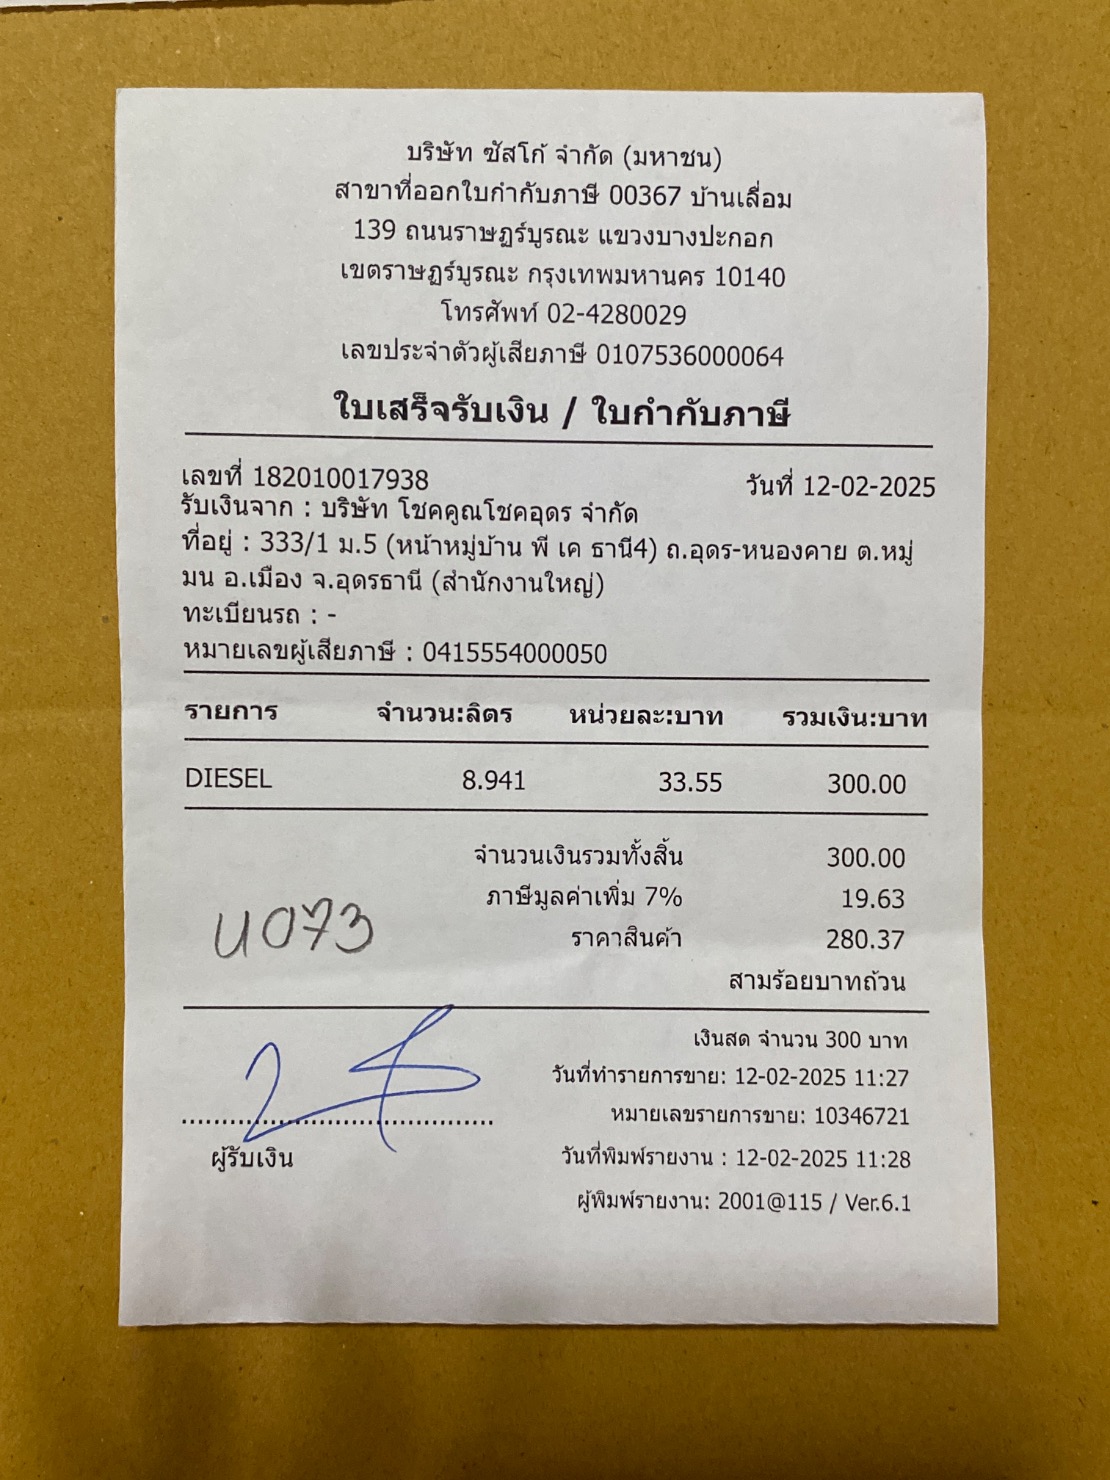 บริษัท ซัสโก้ จำกัด (มหาชน)
สาขาที่ออกใบกำกับภาษี 00367 บ้านเลื่อม
139 ถนนราษฎร์บูรณะ แขวงบางปะกอก
เขตราษฎร์บูรณะ กรุงเทพมหานคร 10140
โทรศัพท์ 02-4280029
เลขประจำตัวผู้เสียภาษี 0107536000064
ใบเสร็จรับเงิน / ใบกำกับภาษี
เลขที่ 182010017938 วันที่ 12-02-2025
รับเงินจาก : บริษัท โชคคูณโชคอุดร จำกัด
ที่อยู่ : 333/1 ม.5 (หน้าหมู่บ้าน พี เค ธานี4) ถ.อุดร-หนองคาย ต.หมู่
มน อ.เมือง จ.อุดรธานี (สำนักงานใหญ่)
ทะเบียนรถ : -
หมายเลขผู้เสียภาษี : 0415554000050
รายการ จำนวน:ลิตร หน่วยละ:บาท รวมเงิน:บาท
DIESEL 8.941 33.55 300.00
จำนวนเงินรวมทั้งสิ้น 300.00
ภาษีมูลค่าเพิ่ม 7% 19.63
ราคาสินค้า 280.37
น073
สามร้อยบาทถ้วน
เงินสด จำนวน 300 บาท
วันที่ทำรายการขาย: 12-02-2025 11:27
หมายเลขรายการขาย: 10346721
ผู้รับเงิน
วันที่พิมพ์รายงาน : 12-02-2025 11:28
ผู้พิมพ์รายงาน: 2001@115 / Ver.6.1